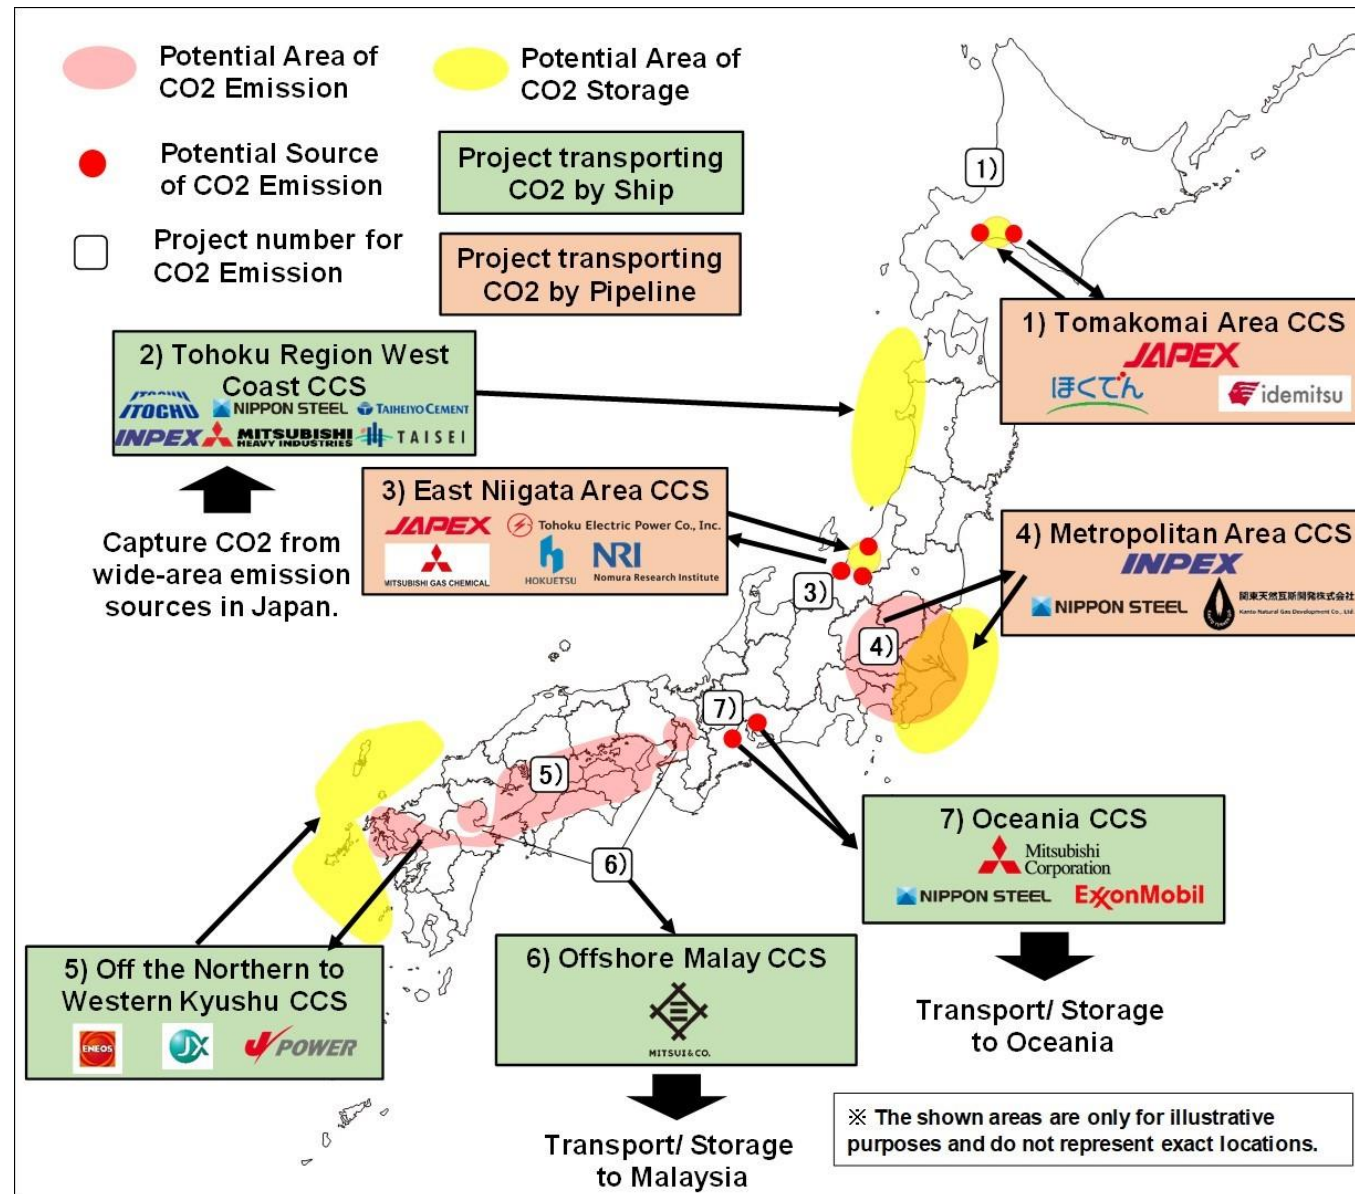 Potential Area of
CO2 Emission
Potential Area of
CO2 Storage
Potential Source
of CO2 Emission
Project transporting
CO2 by Ship
Project number for
CO2 Emission
Project transporting
CO2 by Pipeline
1)
1) Tomakomai Area CCS
JAPEX
ほくでん
idemitsu
2) Tohoku Region West
Coast CCS
ITOCHU
NIPPON STEEL
TAIHEIYO CEMENT
INPEX
MITSUBISHI
HEAVY INDUSTRIES
TAISEI
Capture CO2 from
wide-area emission
sources in Japan.
3) East Niigata Area CCS
JAPEX
Tohoku Electric Power Co., Inc.
MITSUBISHI GAS CHEMICAL
HOKUETSU
NRI
Nomura Research Institute
3)
4) Metropolitan Area CCS
INPEX
NIPPON STEEL
関東天然瓦斯開発株式会社
Kanto Natural Gas Development Co., Ltd.
4)
7)
5)
6)
7) Oceania CCS
Mitsubishi
Corporation
NIPPON STEEL
ExxonMobil
Transport/ Storage
to Oceania
5) Off the Northern to
Western Kyushu CCS
ENEOS
JX
J POWER
6) Offshore Malay CCS
MITSUI & CO.
Transport/ Storage
to Malaysia
※ The shown areas are only for illustrative
purposes and do not represent exact locations.